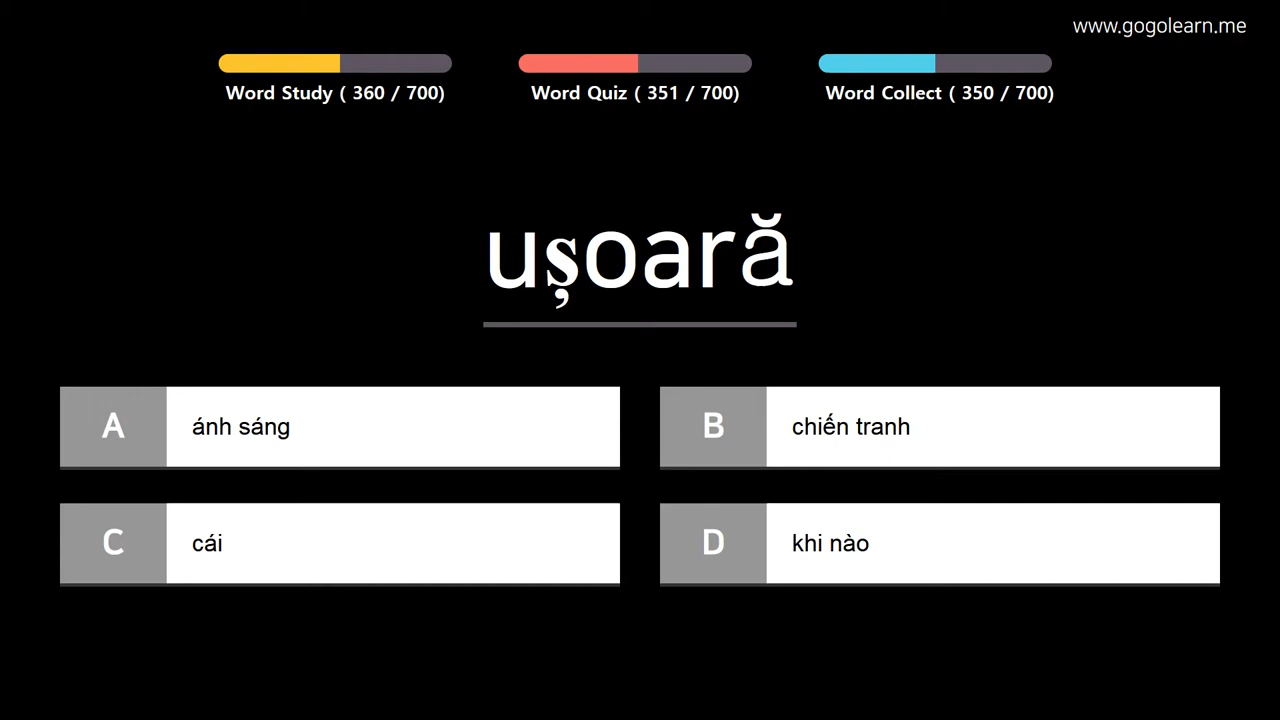 www.gogolearn.me
Word Study ( 360 / 700)
Word Quiz ( 351 / 700)
Word Collect ( 350 / 700)
ușoară
A ánh sáng
B chiến tranh
C cái
D khi nào